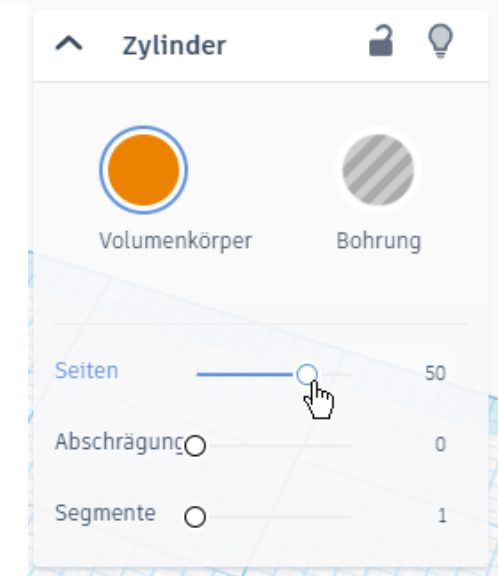 Zylinder
Volumenkörper Bohrung
Seiten 50
Abschrägung 0
Segmente 1